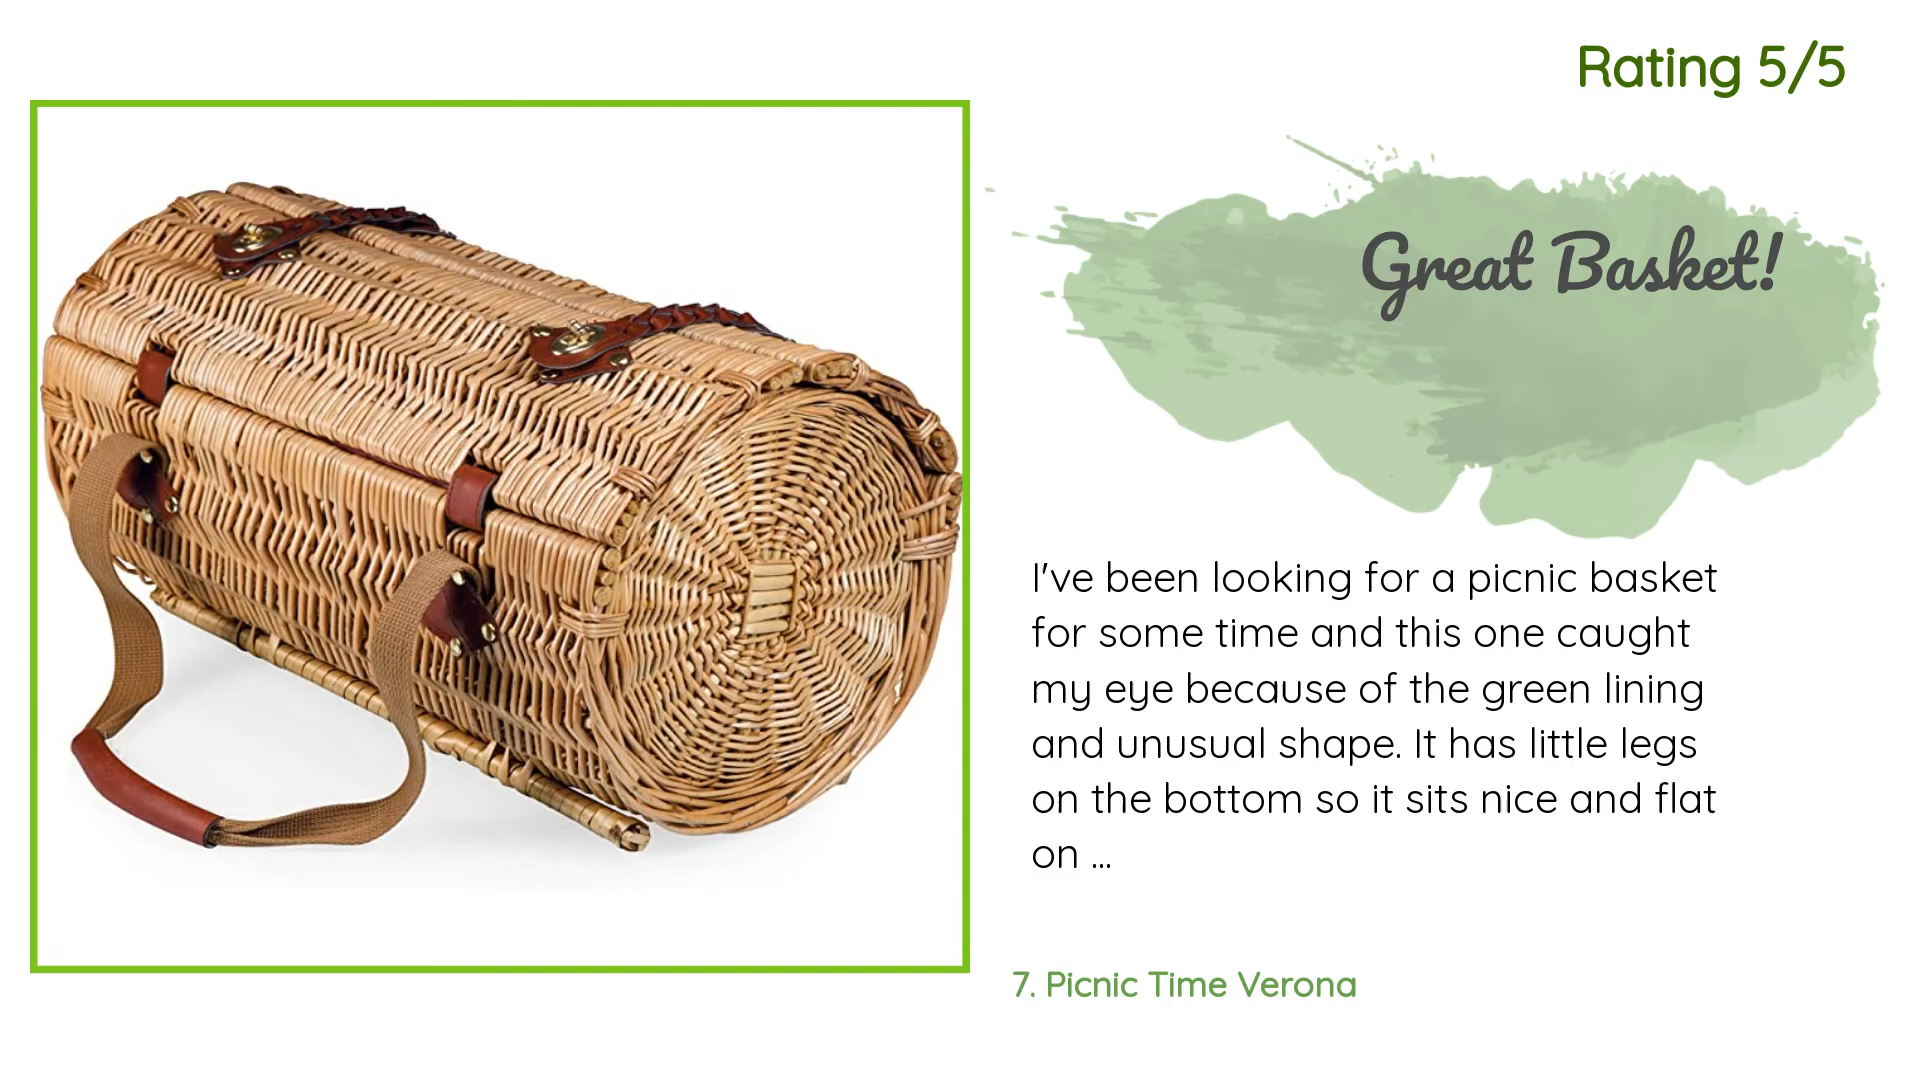 Rating 5/5
Great Basket!
I've been looking for a picnic basket
for some time and this one caught
my eye because of the green lining
and unusual shape. It has little legs
on the bottom so it sits nice and flat
on ...
7. Picnic Time Verona